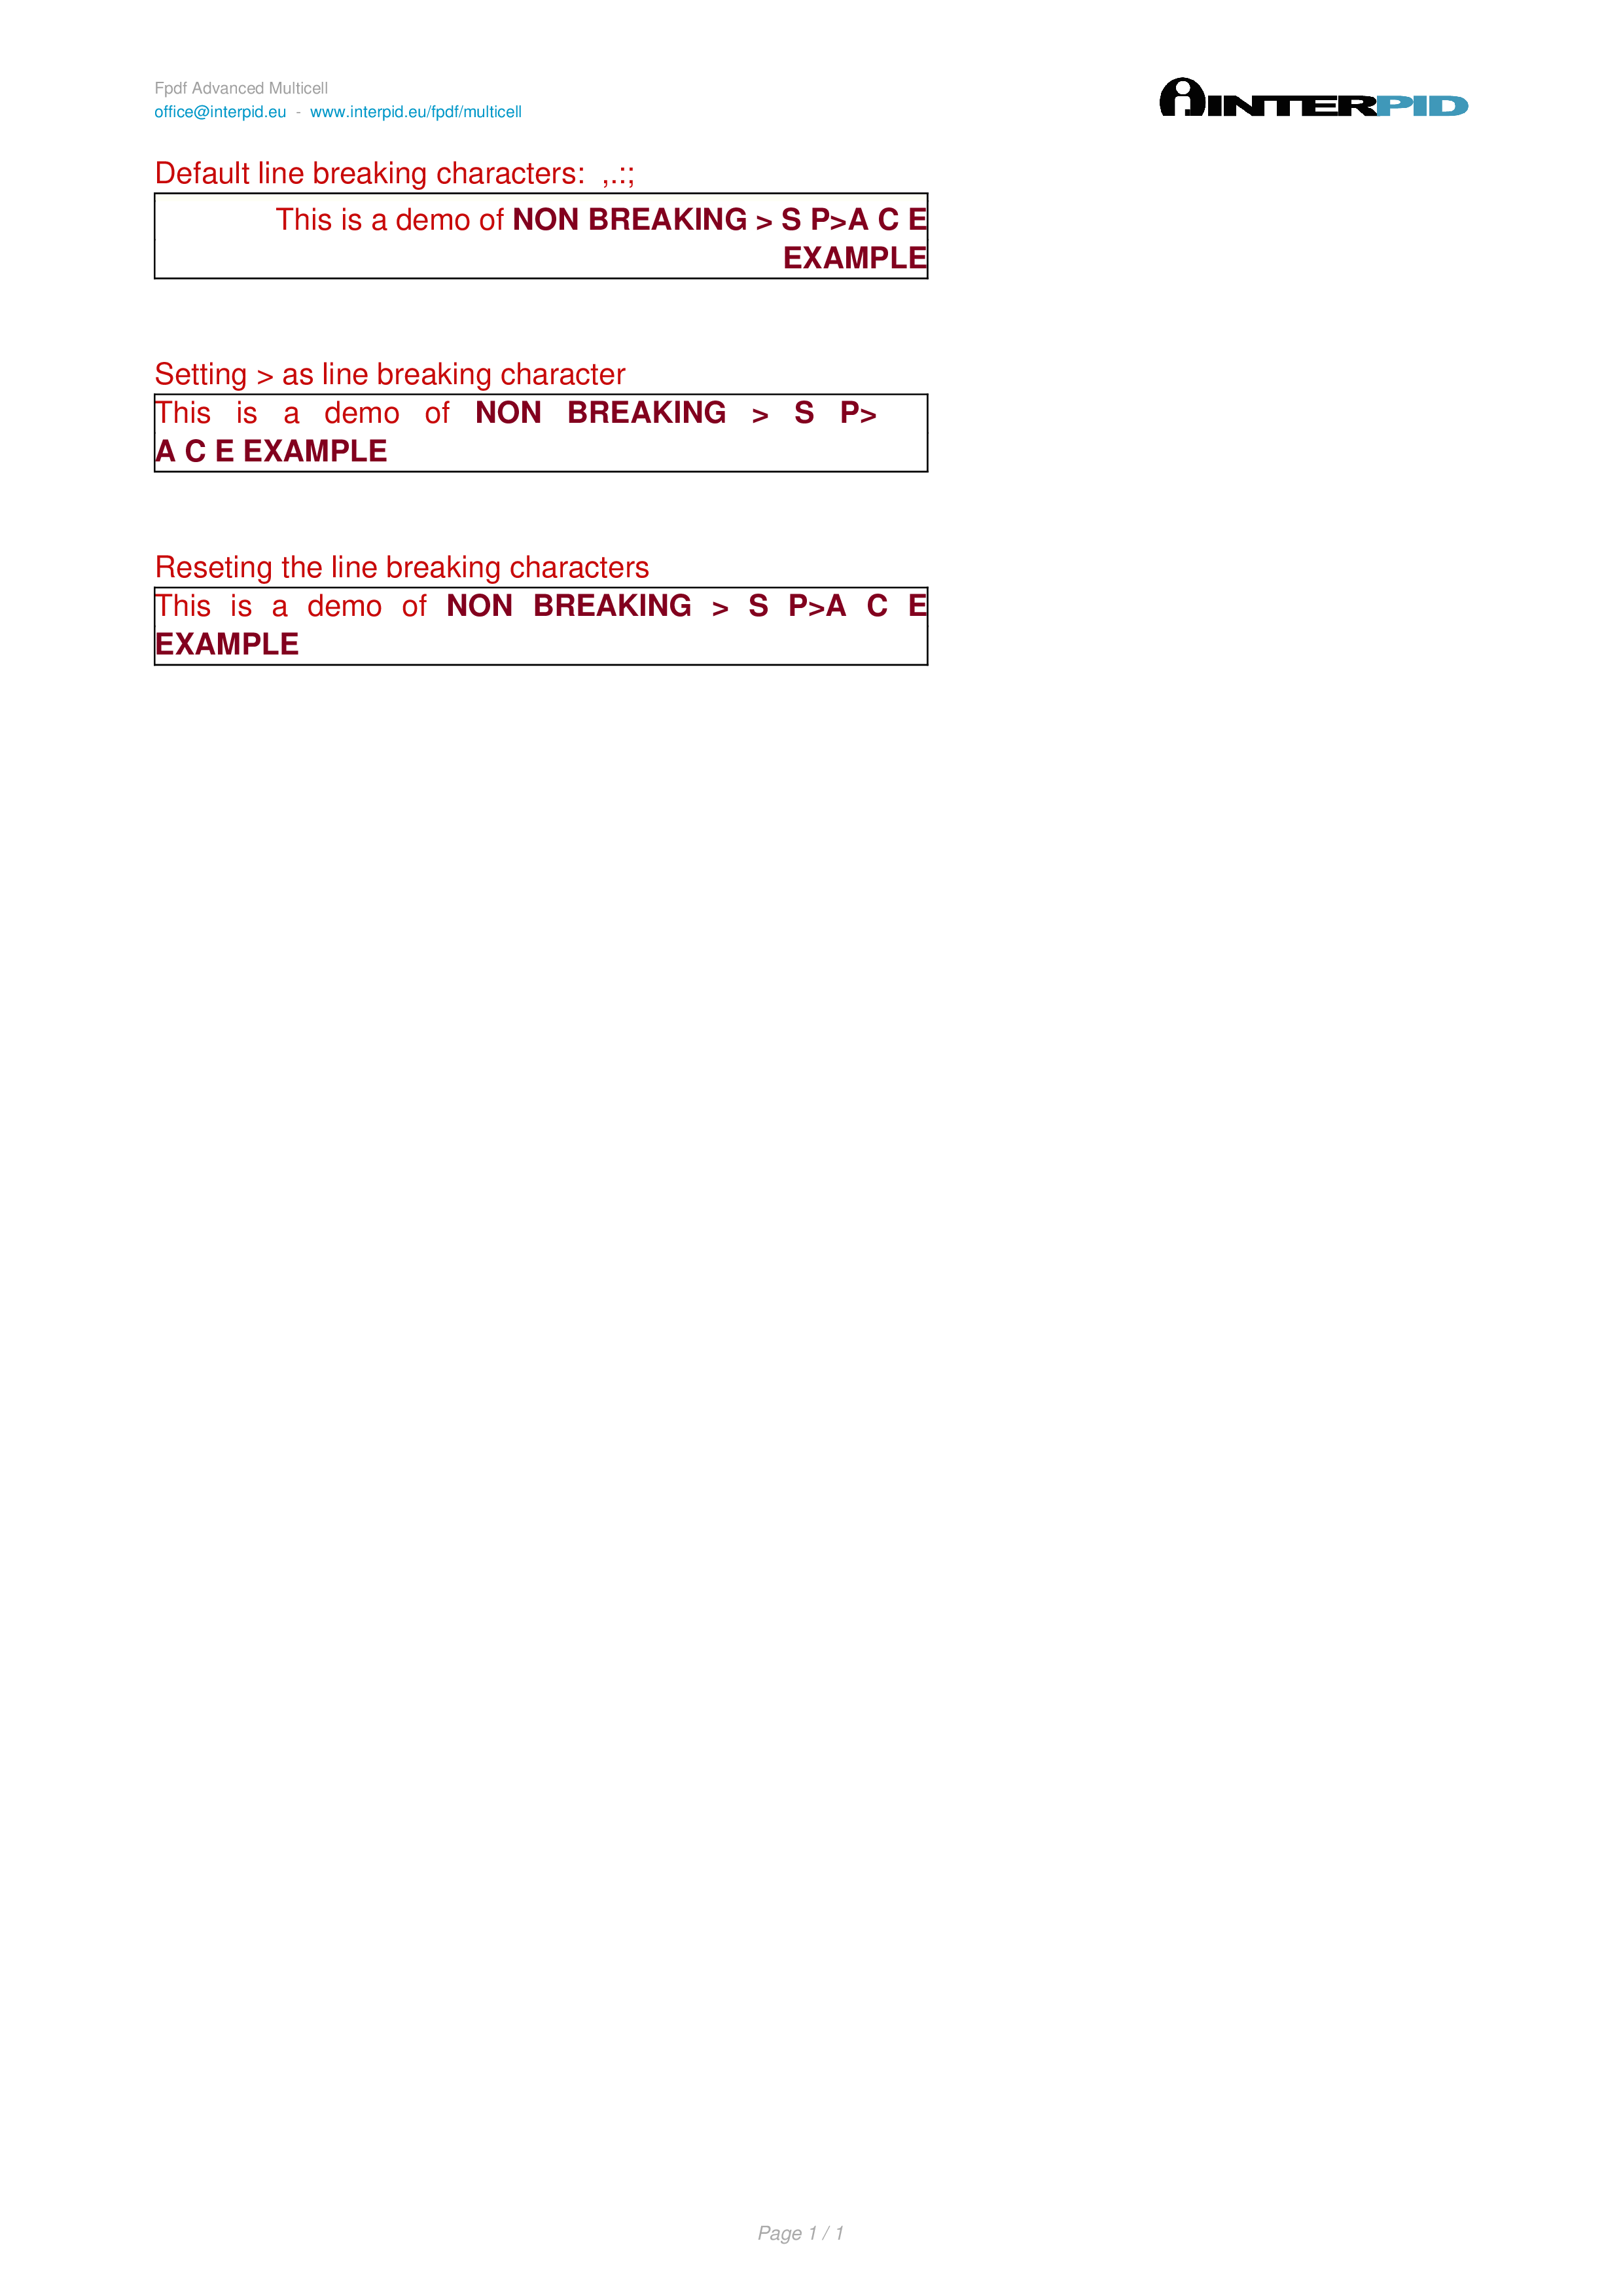 Fpdf Advanced Multicell
office@interpid.eu - www.interpid.eu/fpdf/multicell
INTERPID
Default line breaking characters:  ,.:;
This is a demo of NON BREAKING > S P>A C E
EXAMPLE
Setting > as line breaking character
This is a demo of NON BREAKING > S P>
A C E EXAMPLE
Reseting the line breaking characters
This is a demo of NON BREAKING > S P>A C E
EXAMPLE
Page 1 / 1